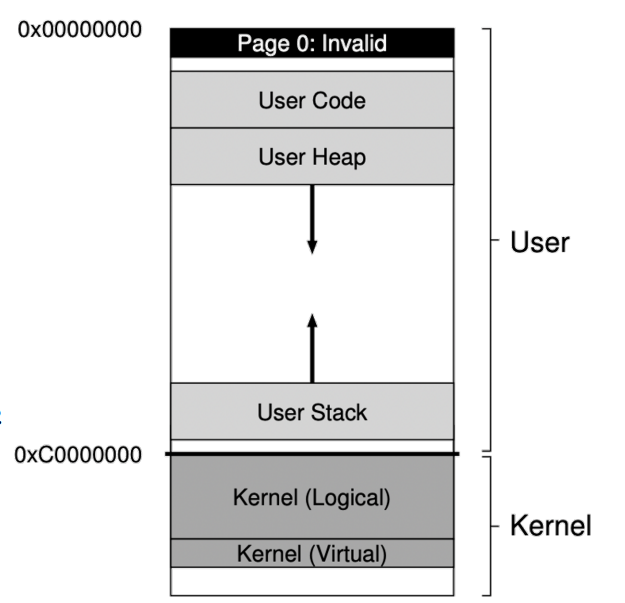 0x00000000
Page 0: Invalid
User Code
User Heap
User
User Stack
0xC0000000
Kernel (Logical)
Kernel
Kernel (Virtual)